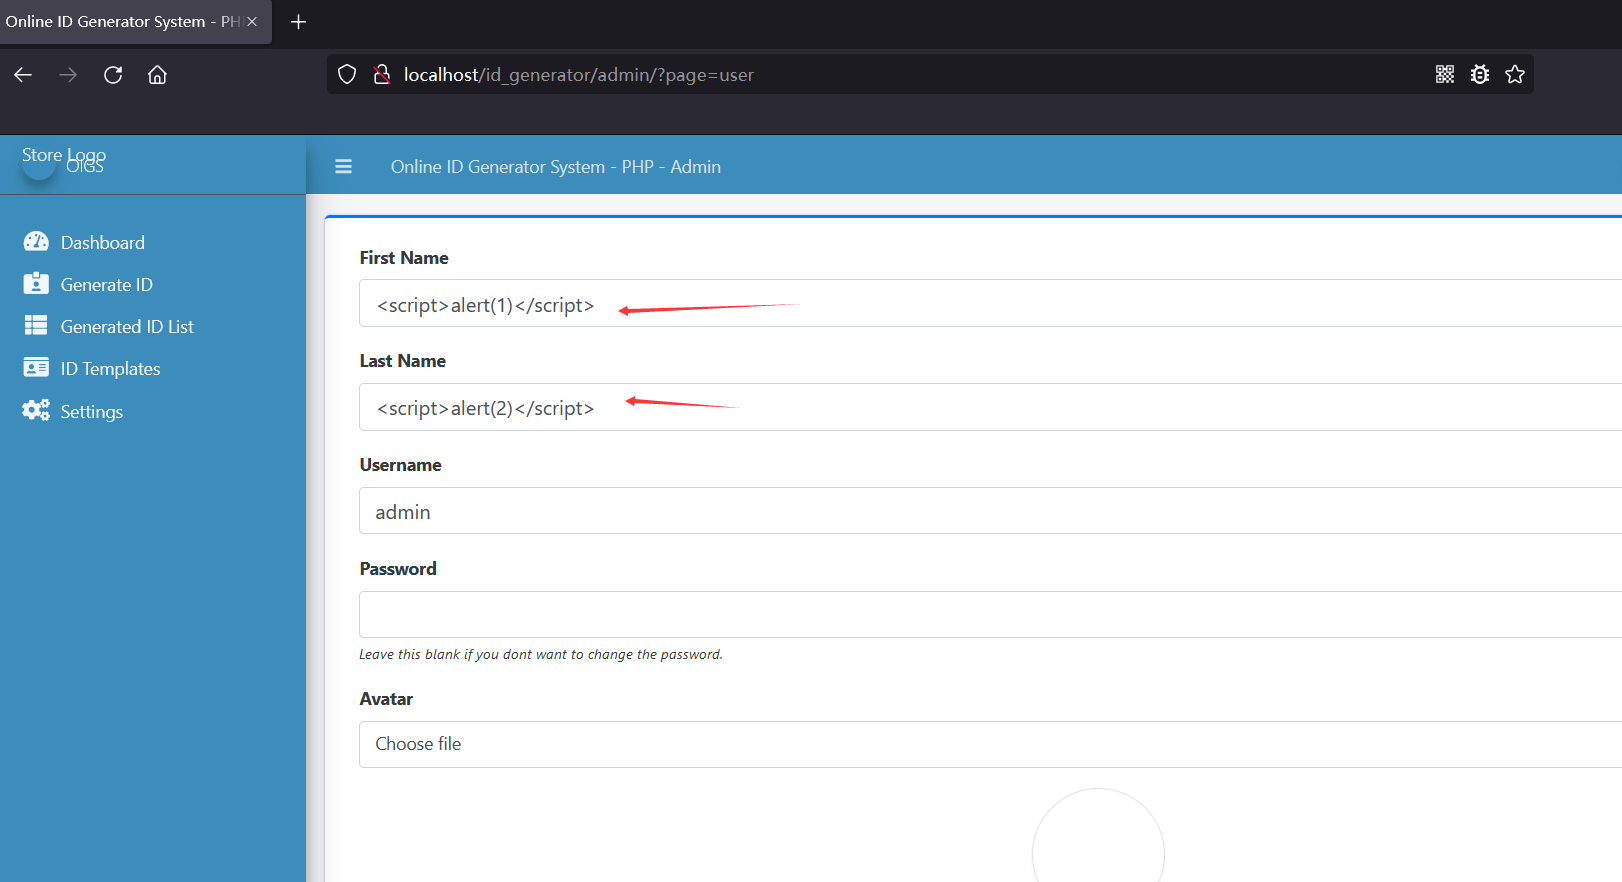 Online ID Generator System - PH
localhost/id_generator/admin/?page=user
Store Logo
OIGS
Online ID Generator System - PHP - Admin
Dashboard
Generate ID
Generated ID List
ID Templates
Settings
First Name
<script>alert(1)</script>
Last Name
<script>alert(2)</script>
Username
admin
Password
Leave this blank if you dont want to change the password.
Avatar
Choose file